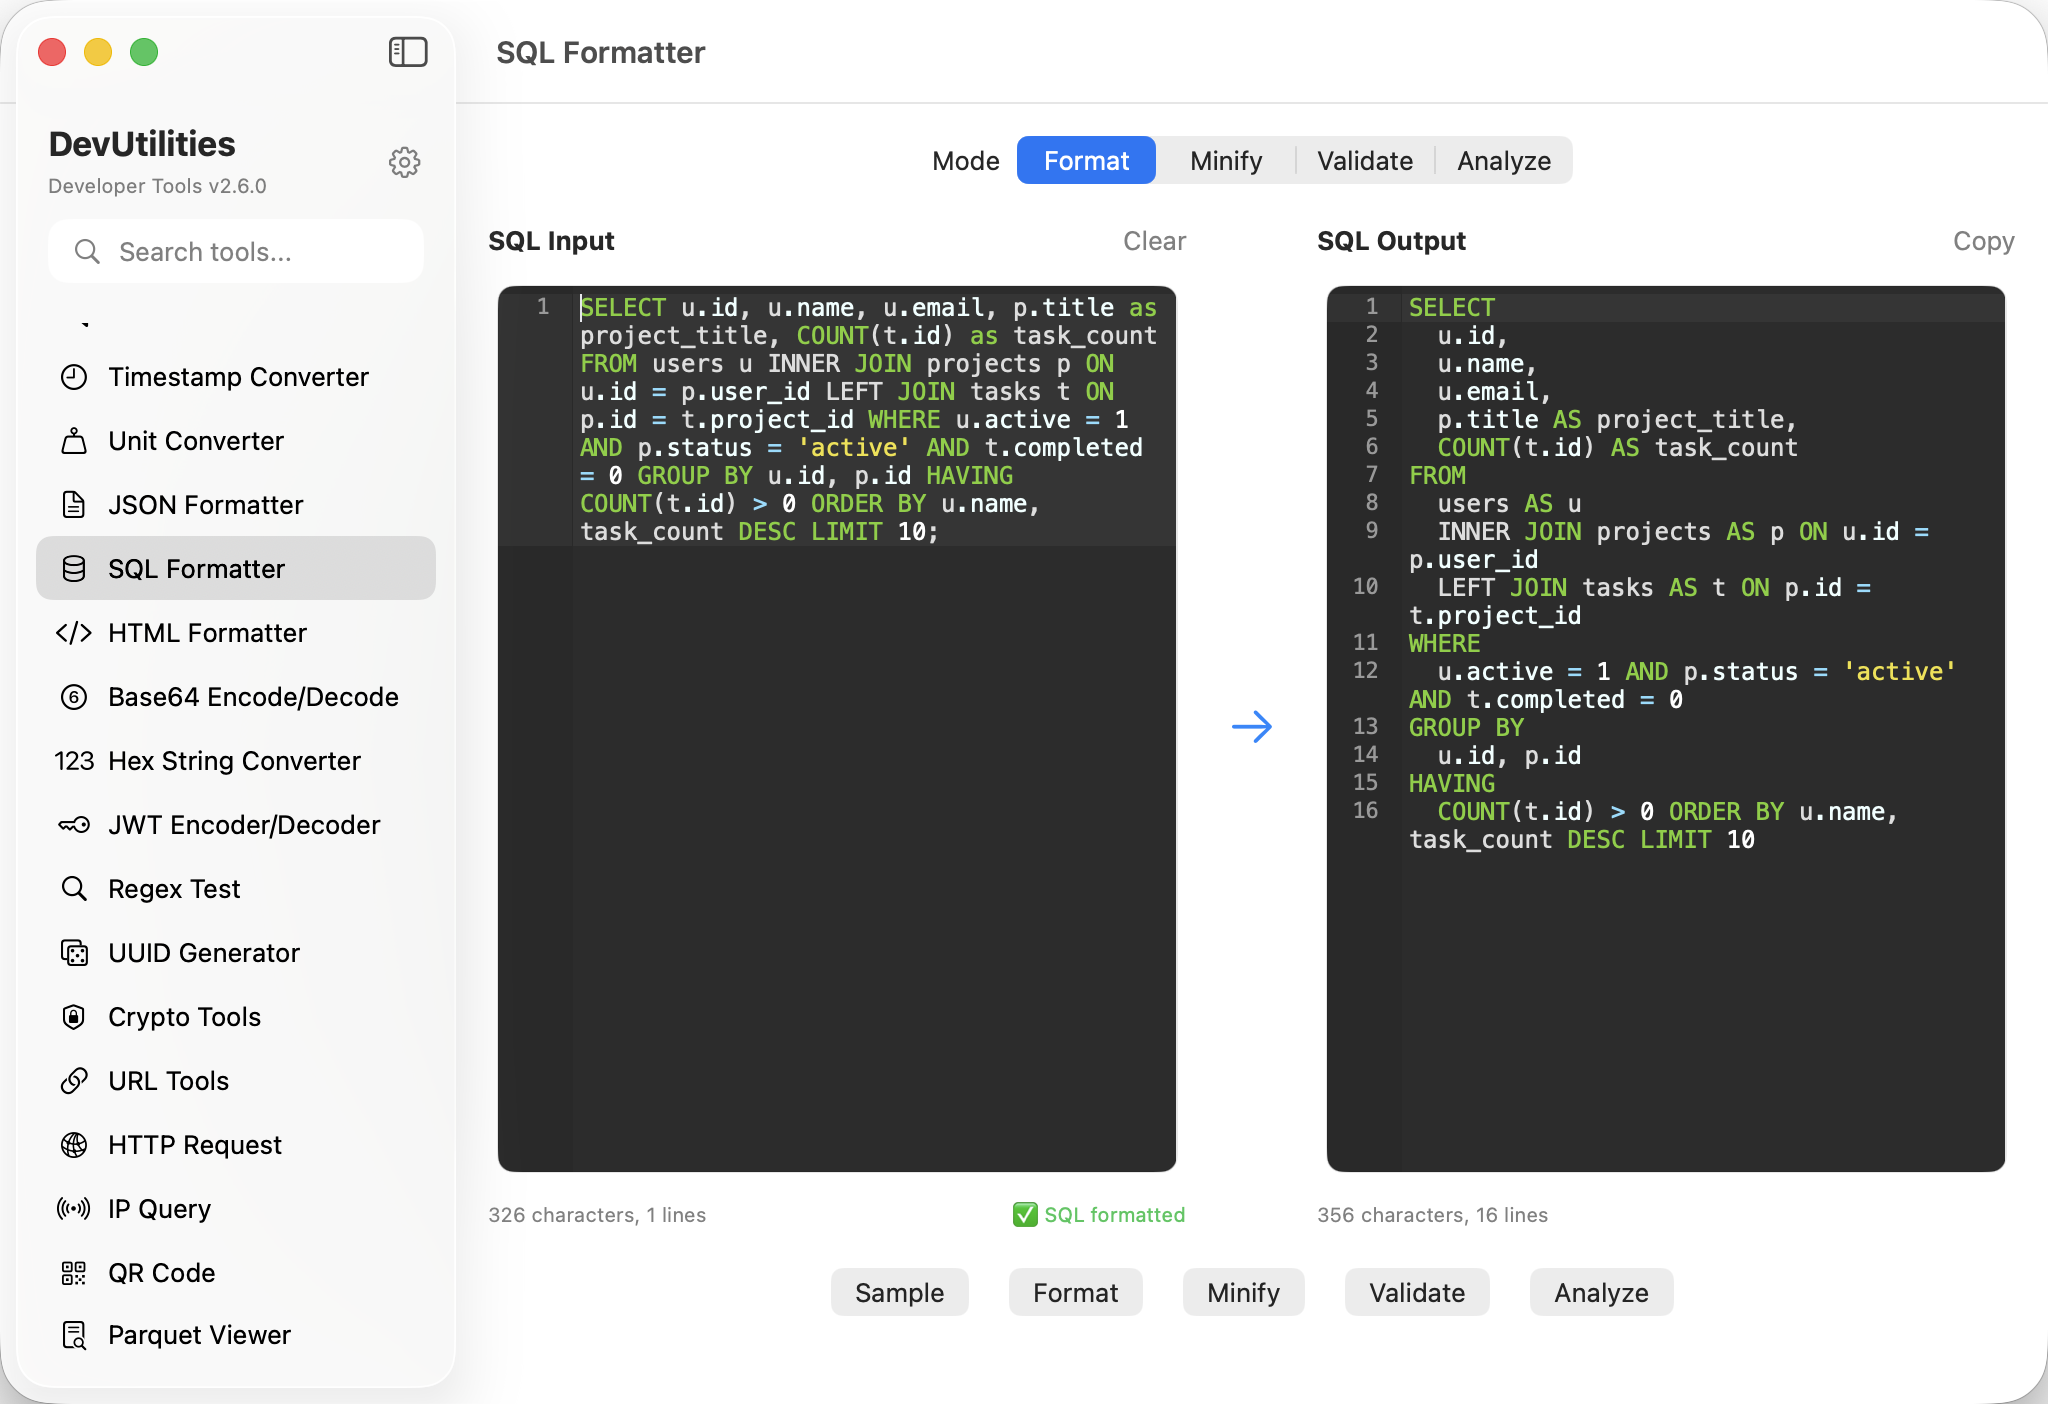 SQL Formatter
DevUtilities
Developer Tools v2.6.0
Search tools...
Timestamp Converter
Unit Converter
JSON Formatter
SQL Formatter
HTML Formatter
6 Base64 Encode/Decode
123 Hex String Converter
JWT Encoder/Decoder
Regex Test
UUID Generator
Crypto Tools
URL Tools
HTTP Request
IP Query
QR Code
Parquet Viewer
Mode Format Minify Validate Analyze
SQL Input Clear
1 SELECT u.id, u.name, u.email, p.title as
project_title, COUNT(t.id) as task_count
FROM users u INNER JOIN projects p ON
u.id = p.user_id LEFT JOIN tasks t ON
p.id = t.project_id WHERE u.active = 1
AND p.status = 'active' AND t.completed
= 0 GROUP BY u.id, p.id HAVING
COUNT(t.id) > 0 ORDER BY u.name,
task_count DESC LIMIT 10;
326 characters, 1 lines
✅ SQL formatted
SQL Output Copy
1 SELECT
2   u.id,
3   u.name,
4   u.email,
5   p.title AS project_title,
6   COUNT(t.id) AS task_count
7 FROM
8   users AS u
9   INNER JOIN projects AS p ON u.id =
p.user_id
10   LEFT JOIN tasks AS t ON p.id =
t.project_id
11 WHERE
12   u.active = 1 AND p.status = 'active'
AND t.completed = 0
13 GROUP BY
14   u.id, p.id
15 HAVING
16   COUNT(t.id) > 0 ORDER BY u.name,
task_count DESC LIMIT 10
356 characters, 16 lines
Sample Format Minify Validate Analyze